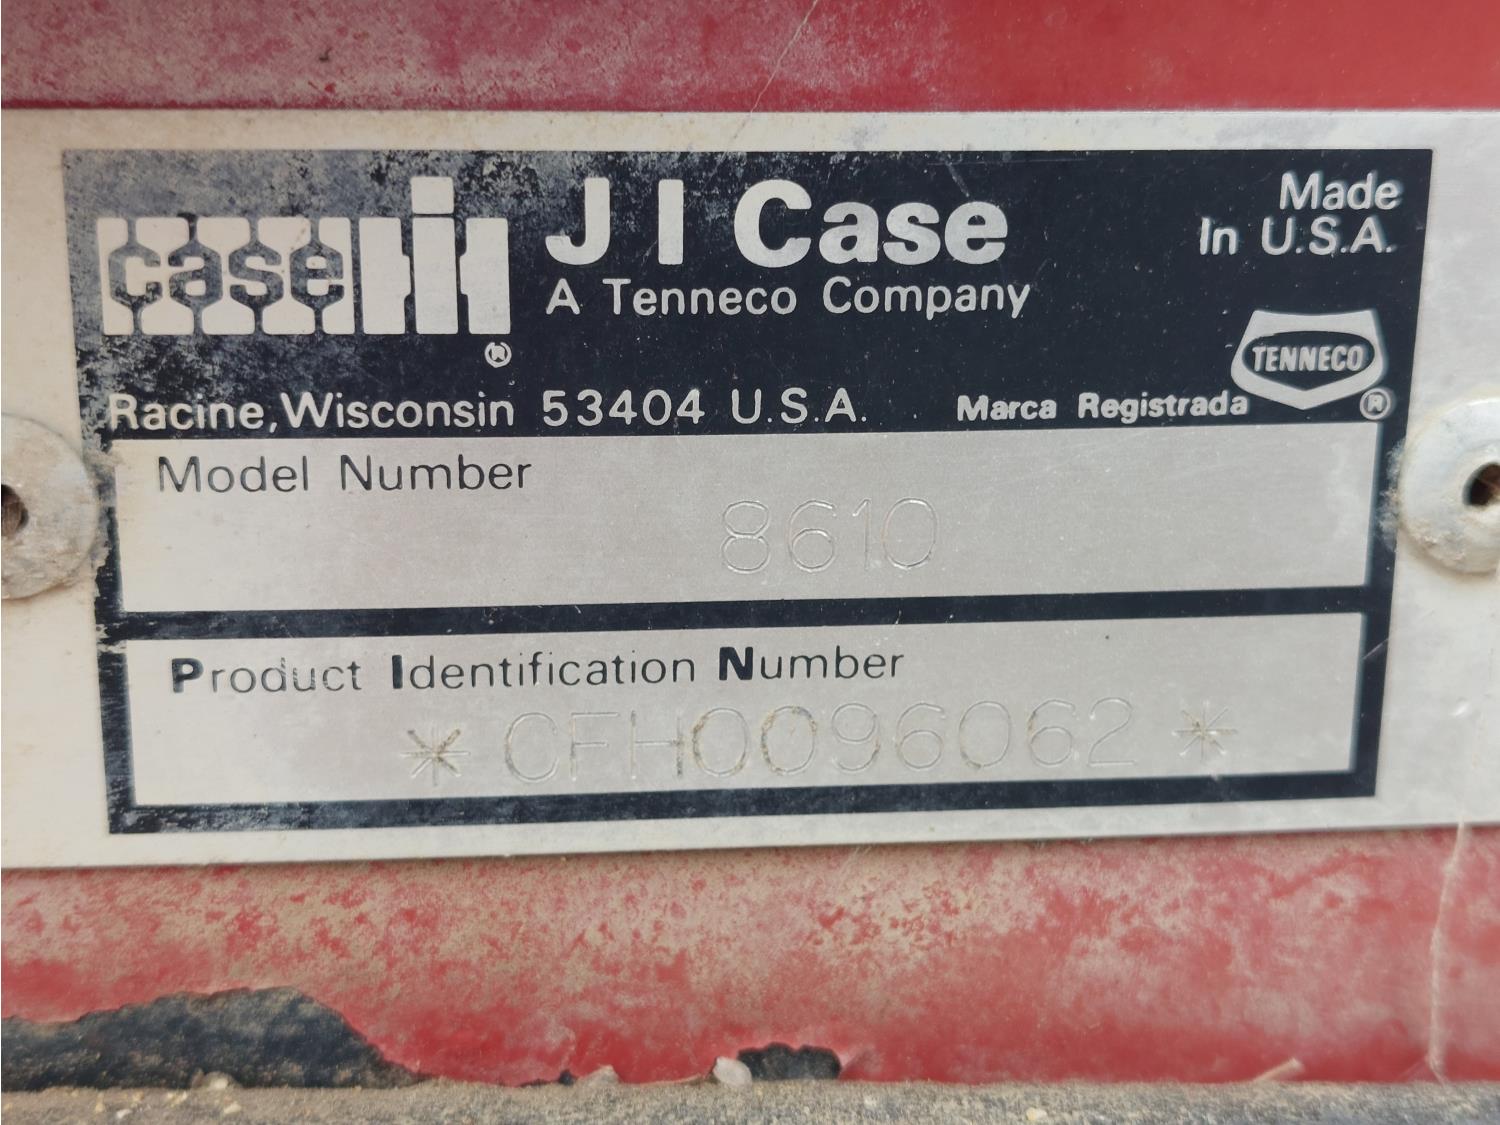 case IH ®
J I Case
A Tenneco Company
Made
In U.S.A.
TENNECO ®
Racine, Wisconsin 53404 U.S.A.
Marca Registrada
Model Number
8610
Product Identification Number
* CFH0096062 *